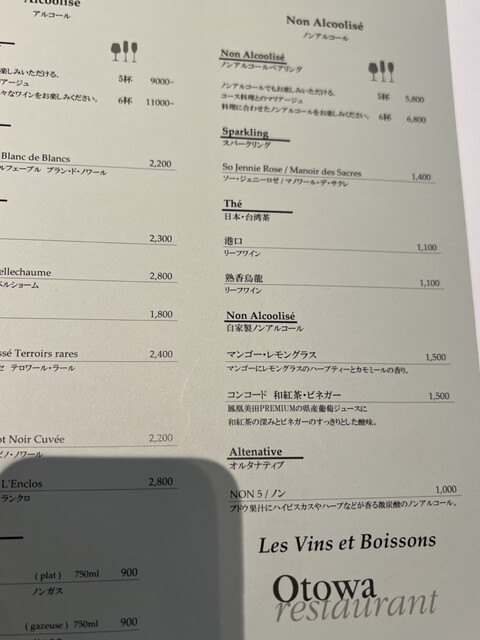 Alcoolisé
アルコール
楽しみいただける、
リアージュ
5杯 9000~
々なワインをお楽しみください。
6杯 11000~
Blanc de Blancs 2,200
ルフェーブル ブラン・ド・ノワール
2,300
ellechaume 2,800
ベルショーム
1,800
ssé Terroirs rares 2,400
セ テロワール・ラール
ot Noir Cuvée 2,200
ピノ・ノワール
L'Enclos 2,800
ランクロ
( plat ) 750ml 900
ノンガス
( gazeuse ) 750ml 900
Non Alcoolisé
ノンアルコール
Non Alcoolisé
ノンアルコールペアリング
ノンアルコールでもお楽しみいただける、
コース料理とのマリアージュ
5杯 5,800
料理に合わせたノンアルコールをお楽しみください。
6杯 6,800
Sparkling
スパークリング
So Jennie Rose / Manoir des Sacres 1,400
ソー・ジェニーロゼ / マノワール・デ・サクレ
Thé
日本・台湾茶
港口 1,100
リーフワイン
熟香烏龍 1,100
リーフワイン
Non Alcoolisé
自家製ノンアルコール
マンゴー・レモングラス 1,500
マンゴーにレモングラスのハーブティーとカモミールの香り。
コンコード 和紅茶・ビネガー 1,500
鳳凰美田PREMIUMの県産葡萄ジュースに
和紅茶の深みとビネガーのすっきりとした酸味。
Altenative
オルタナティブ
NON 5 / ノン 1,000
ブドウ果汁にハイビスカスやハーブなどが香る微炭酸のノンアルコール。
Les Vins et Boissons
Otowa
restaurant